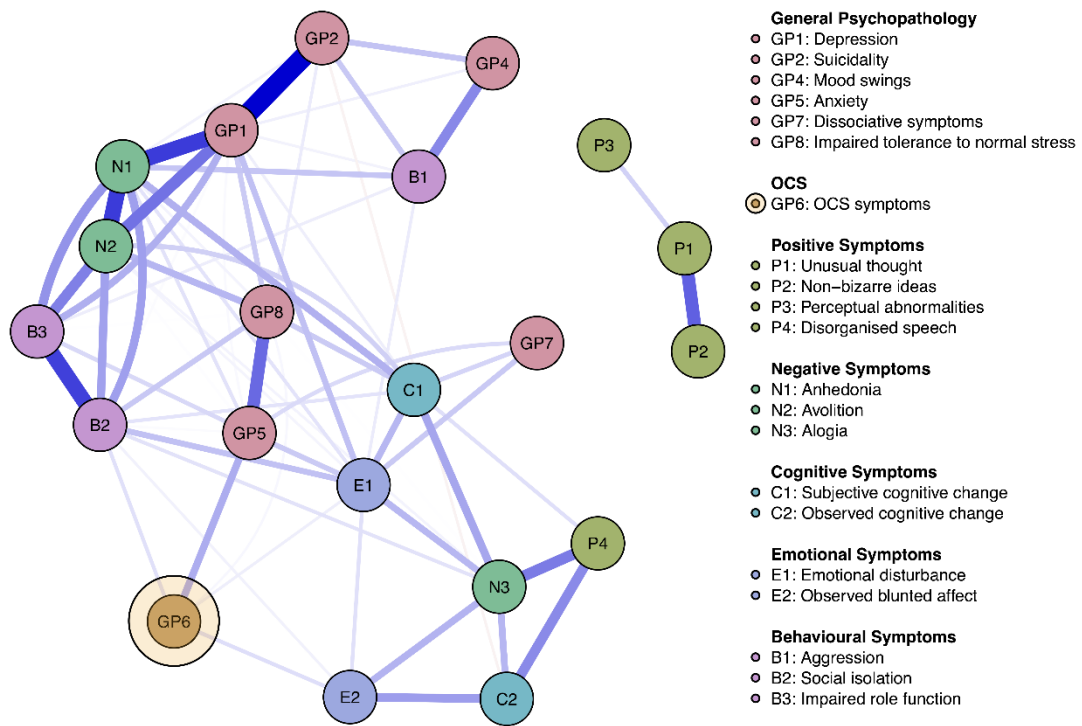 GP2
GP4
GP1
P3
N1
B1
N2
P1
GP8
B3
GP7
P2
C1
B2
GP5
E1
P4
N3
GP6
E2
C2
General Psychopathology
GP1: Depression
GP2: Suicidality
GP4: Mood swings
GP5: Anxiety
GP7: Dissociative symptoms
GP8: Impaired tolerance to normal stress
OCS
GP6: OCS symptoms
Positive Symptoms
P1: Unusual thought
P2: Non−bizarre ideas
P3: Perceptual abnormalities
P4: Disorganised speech
Negative Symptoms
N1: Anhedonia
N2: Avolition
N3: Alogia
Cognitive Symptoms
C1: Subjective cognitive change
C2: Observed cognitive change
Emotional Symptoms
E1: Emotional disturbance
E2: Observed blunted affect
Behavioural Symptoms
B1: Aggression
B2: Social isolation
B3: Impaired role function